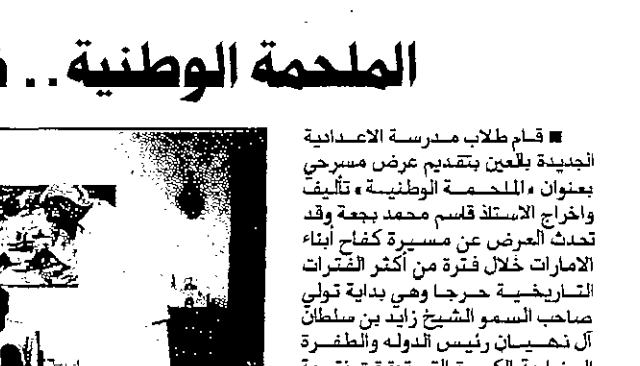 الملحمة الوطنية ..
■ قام طلاب مدرسة الاعدادية
الجديدة بالعين بتقديم عرض مسرحي
بعنوان «الملحمة الوطنية» تأليف
واخراج الاستاذ قاسم محمد بجعة وقد
تحدث العرض عن مسيرة كفاح أبناء
الامارات خلال فترة من أكثر الفترات
التاريخية حرجا وهي بداية تولي
صاحب السمو الشيخ زايد بن سلطان
آل نهيان رئيس الدوله والطفرة